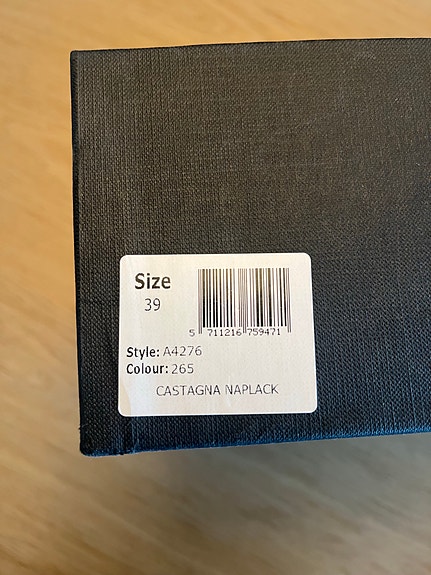 Size
39
5 711216 759471
Style: A4276
Colour: 265
CASTAGNA NAPLACK